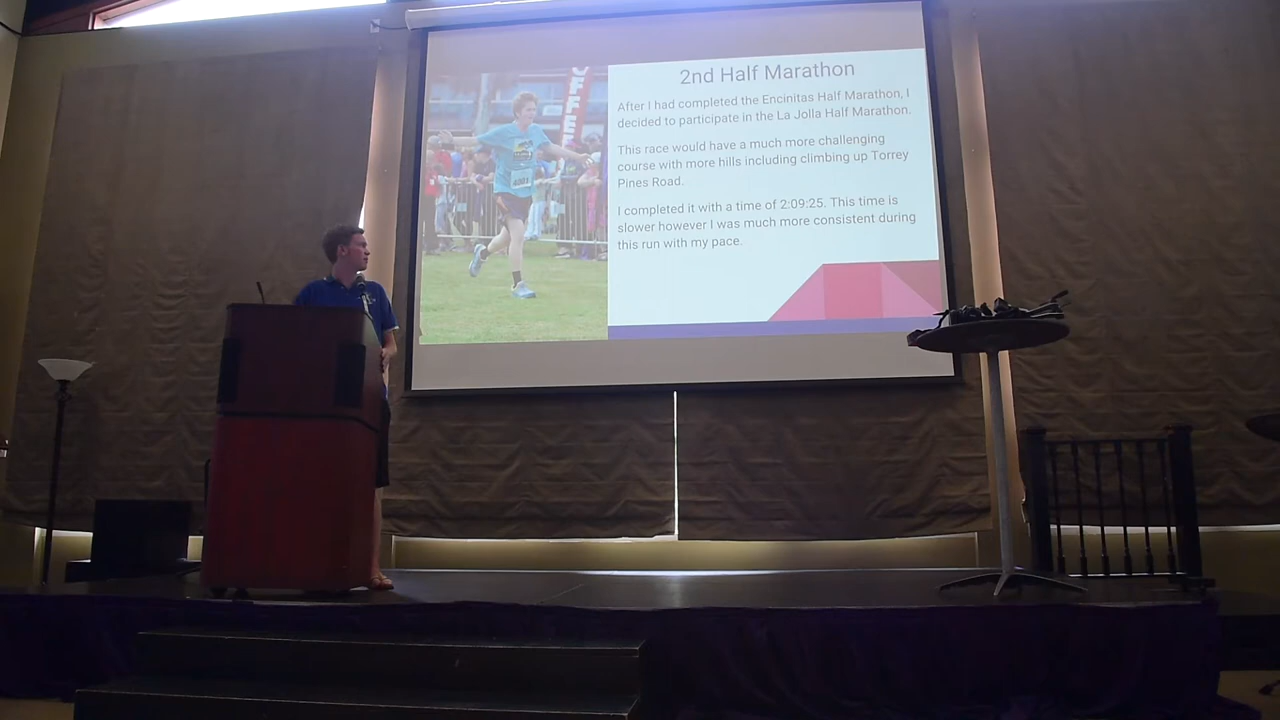 2nd Half Marathon
After I had completed the Encinitas Half Marathon, I
decided to participate in the La Jolla Half Marathon.
This race would have a much more challenging
course with more hills including climbing up Torrey
Pines Road.
I completed it with a time of 2:09:25. This time is
slower however I was much more consistent during
this run with my pace.